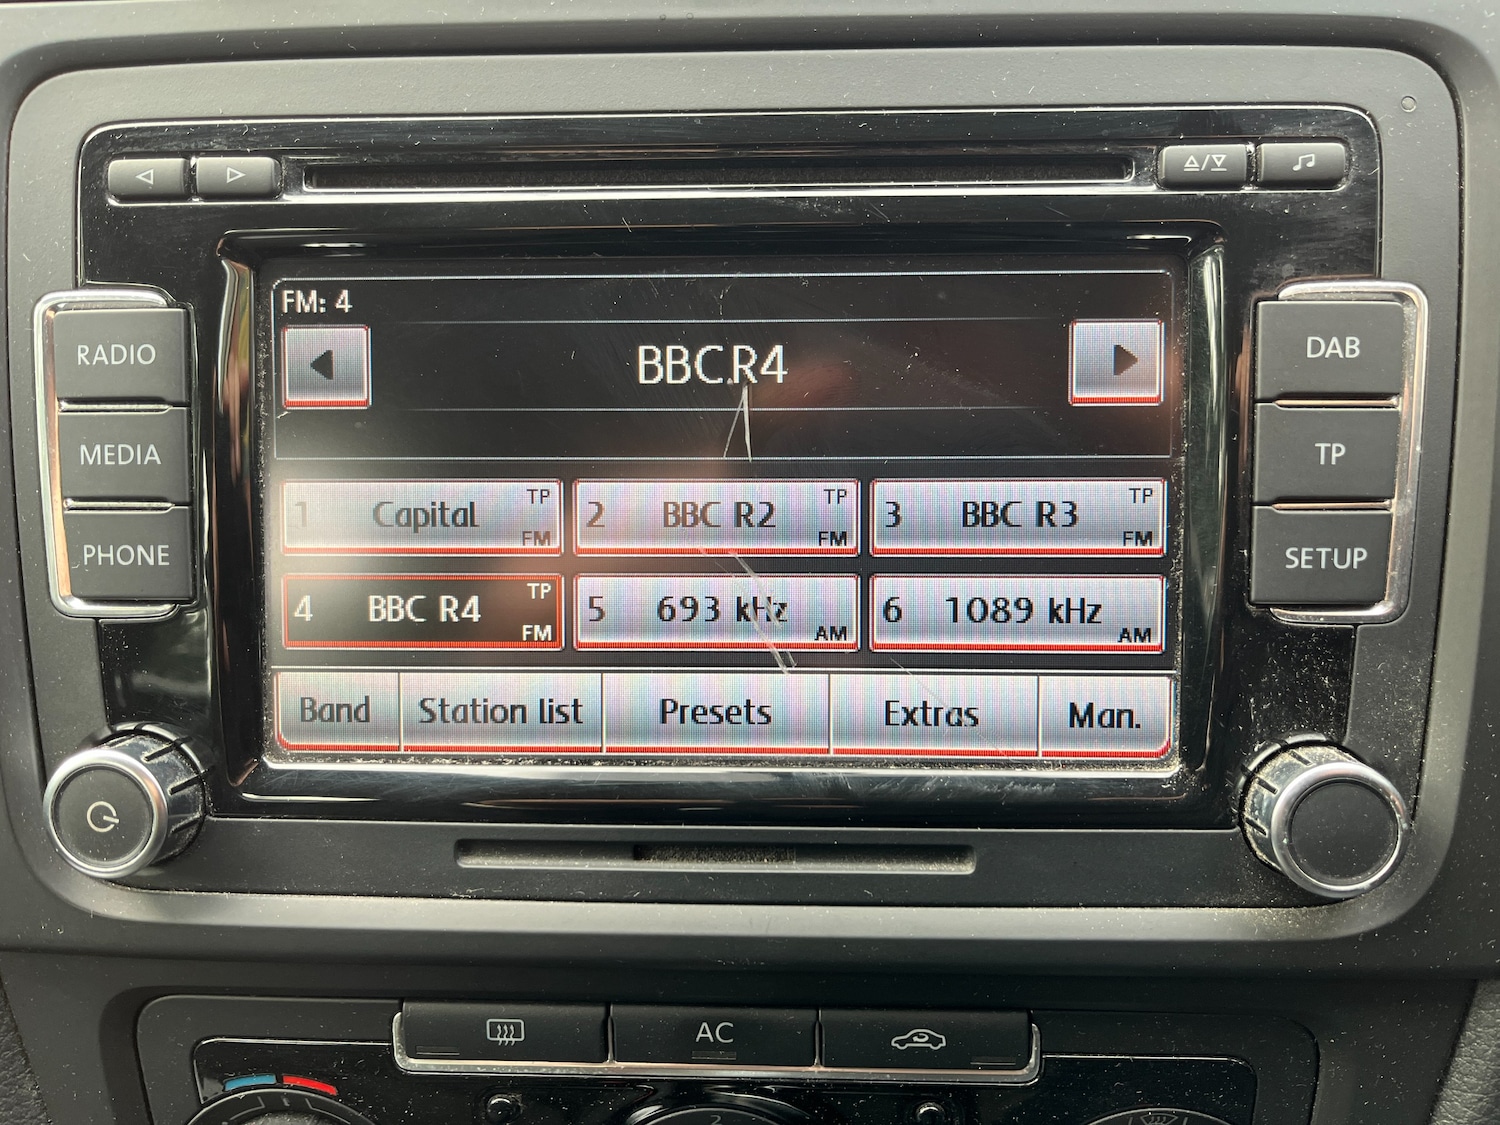 FM: 4
BBC R4
RADIO
MEDIA
PHONE
DAB
TP
SETUP
1 Capital TP FM
2 BBC R2 TP FM
3 BBC R3 TP FM
4 BBC R4 TP FM
5 693 kHz AM
6 1089 kHz AM
Band Station list Presets Extras Man.
AC
2